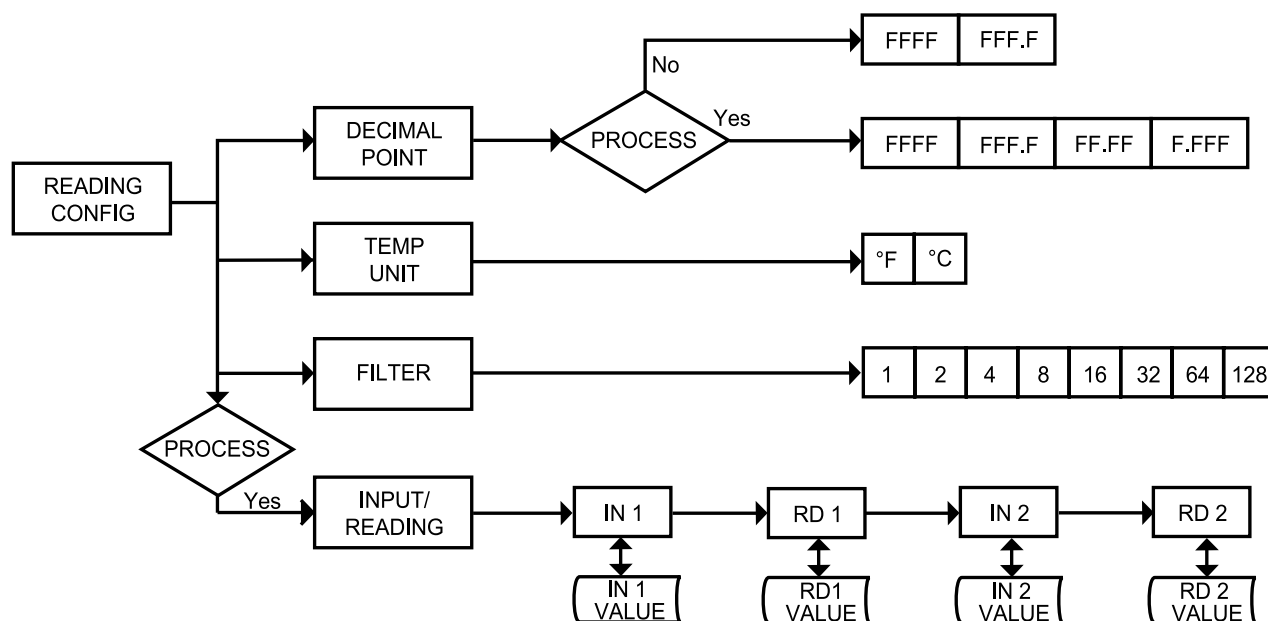 FFFF FFF.F
No
DECIMAL
POINT
PROCESS
Yes
FFFF FFF.F FF.FF F.FFF
READING
CONFIG
TEMP
UNIT
°F °C
FILTER
1 2 4 8 16 32 64 128
PROCESS
Yes
INPUT/
READING
IN 1
RD 1
IN 2
RD 2
IN 1
VALUE
RD1
VALUE
IN 2
VALUE
RD 2
VALUE